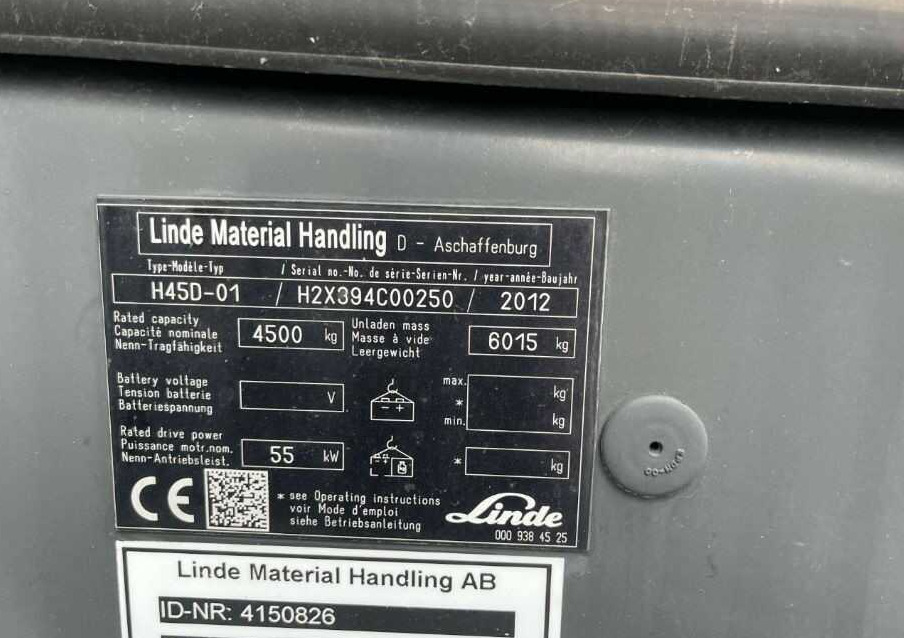 Linde Material Handling D - Aschaffenburg
Type-Modèle-Typ / Serial no.-No. de série-Serien-Nr. / year-année-Baujahr
H45D-01 / H2X394C00250 / 2012
Rated capacity
Capacité nominale
Nenn-Tragfähigkeit
4500 kg
Unladen mass
Masse à vide
Leergewicht
6015 kg
Battery voltage
Tension batterie
Batteriespannung
V
- +
max. kg
*
min. kg
Rated drive power
Puissance motr.nom.
Nenn-Antriebsleist.
55 kW
* kg
CE
* see Operating instructions
voir Mode d'emploi
siehe Betriebsanleitung
Linde
000 938 45 25
Linde Material Handling AB
ID-NR: 4150826